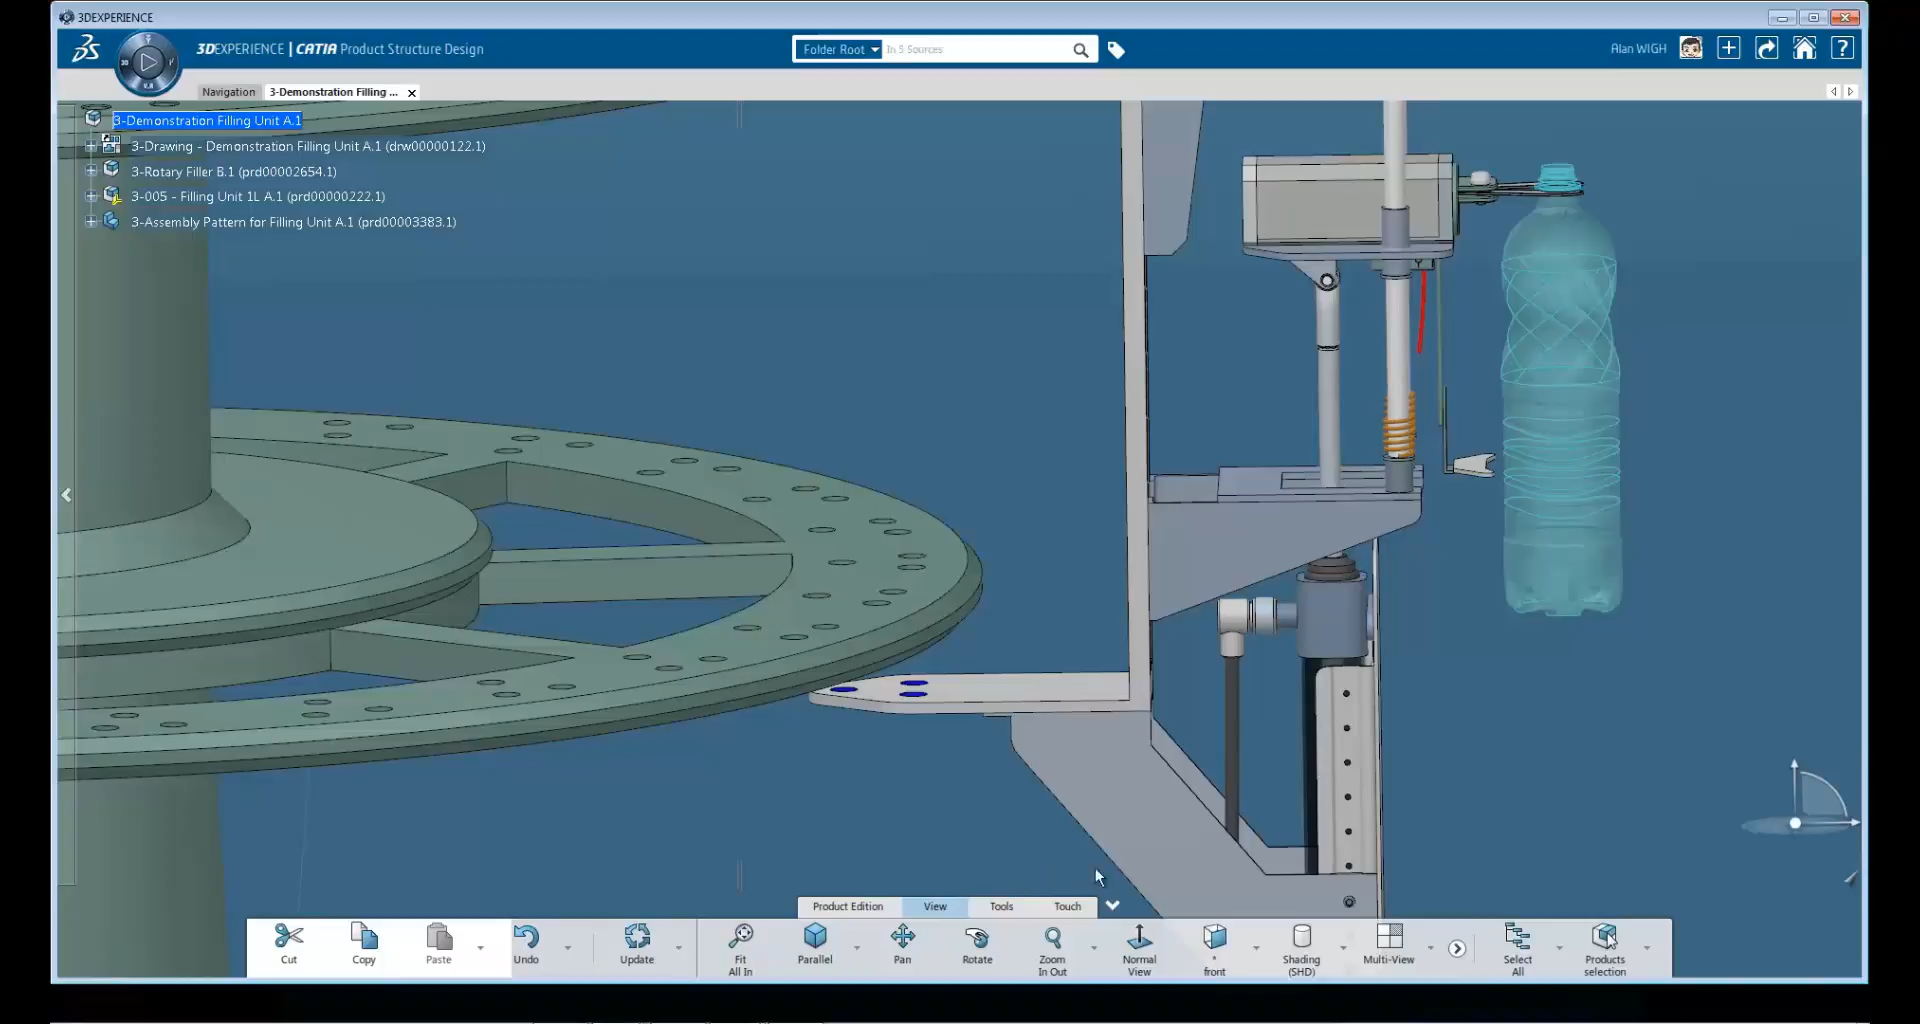 3DEXPERIENCE
3DEXPERIENCE | CATIA Product Structure Design
Folder Root
In 5 Sources
Alan WIGH
3D
V.R
Navigation
3-Demonstration Filling ...
3-Demonstration Filling Unit A.1
3-Drawing - Demonstration Filling Unit A.1 (drw00000122.1)
3-Rotary Filler B.1 (prd00002654.1)
3-005 - Filling Unit 1L A.1 (prd00000222.1)
3-Assembly Pattern for Filling Unit A.1 (prd00003383.1)
Product Edition
View
Tools
Touch
Cut
Copy
Paste
Undo
Update
Fit
All In
Parallel
Pan
Rotate
Zoom
In Out
Normal
View
*
front
Shading
(SHD)
Multi-View
Select
All
Products
selection